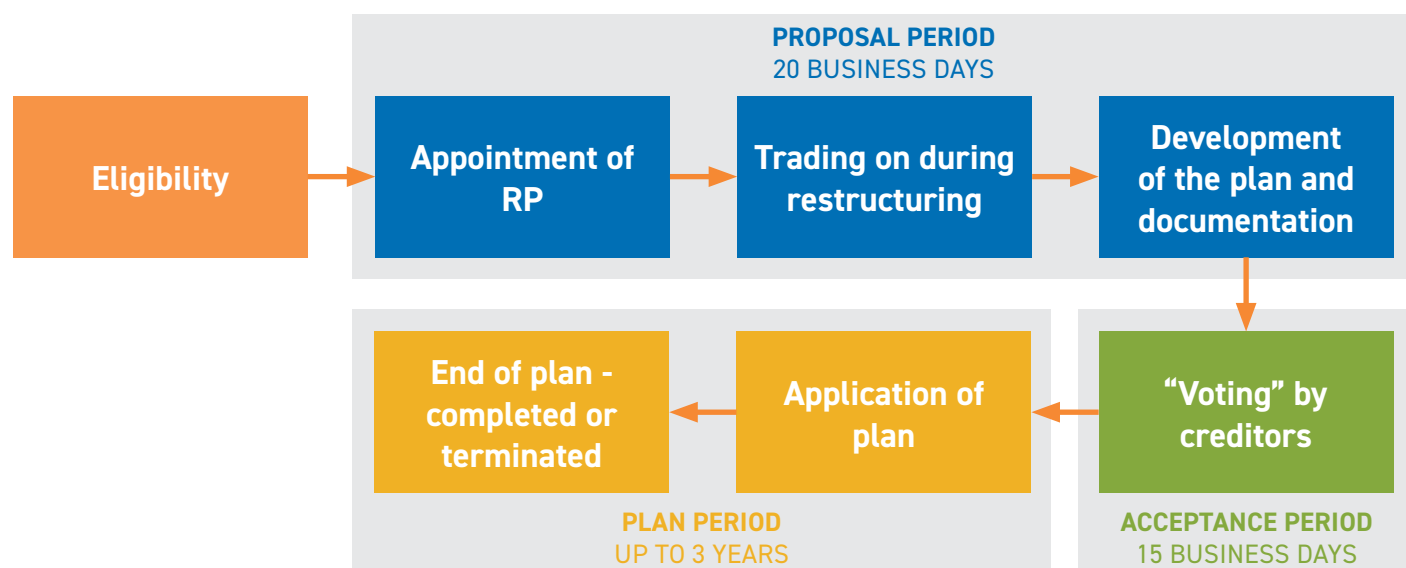 PROPOSAL PERIOD
20 BUSINESS DAYS
Eligibility
Appointment of
RP
Trading on during
restructuring
Development
of the plan and
documentation
“Voting” by
creditors
ACCEPTANCE PERIOD
15 BUSINESS DAYS
Application of
plan
End of plan -
completed or
terminated
PLAN PERIOD
UP TO 3 YEARS